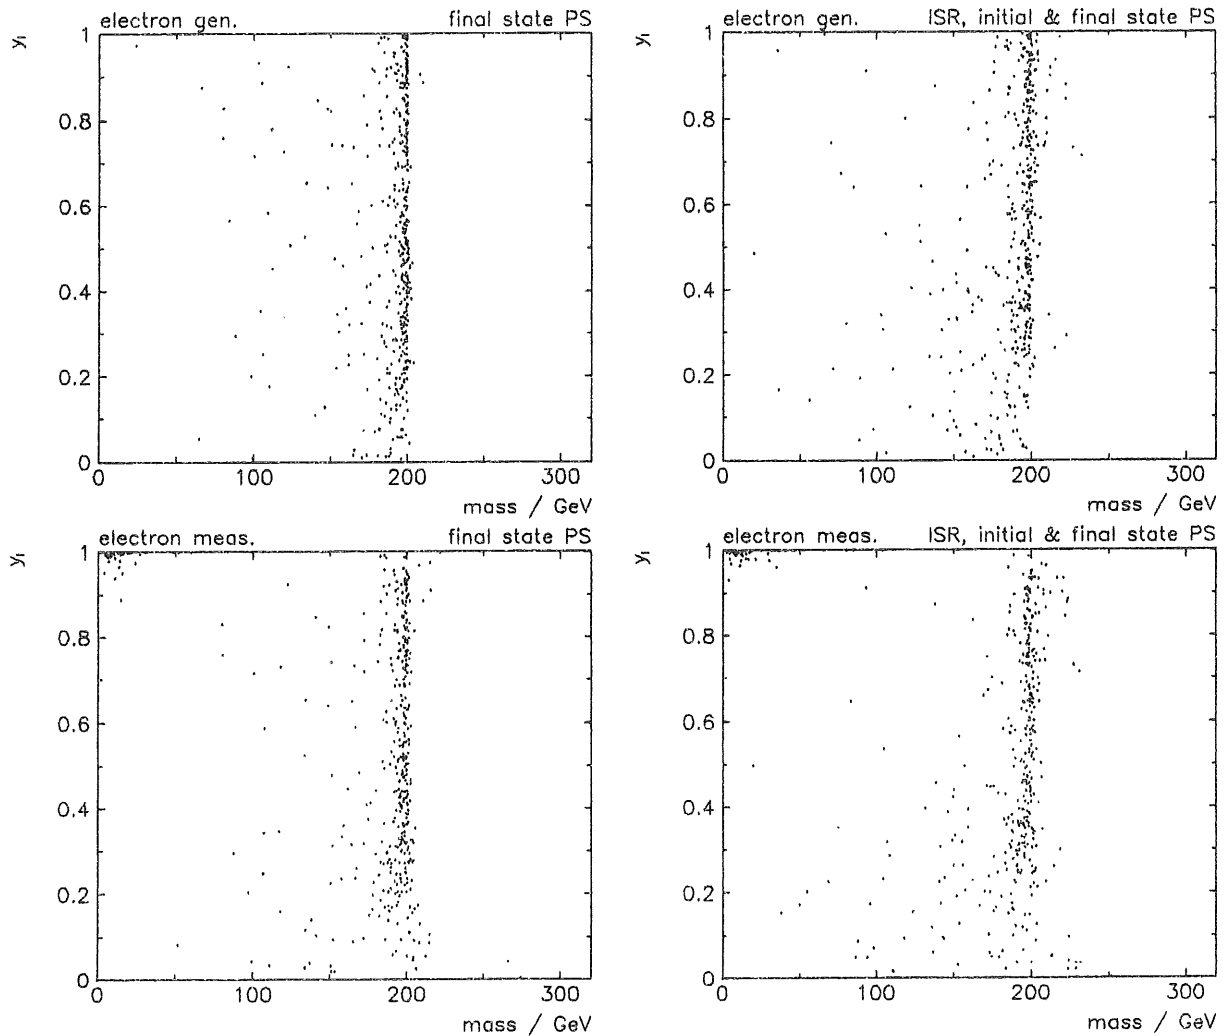 electron gen. final state PS
y_l
1
0.8
0.6
0.4
0.2
0
0 100 200 300
mass / GeV
electron gen. ISR, initial & final state PS
y_l
1
0.8
0.6
0.4
0.2
0
0 100 200 300
mass / GeV
electron meas. final state PS
y_l
1
0.8
0.6
0.4
0.2
0
0 100 200 300
mass / GeV
electron meas. ISR, initial & final state PS
y_l
1
0.8
0.6
0.4
0.2
0
0 100 200 300
mass / GeV